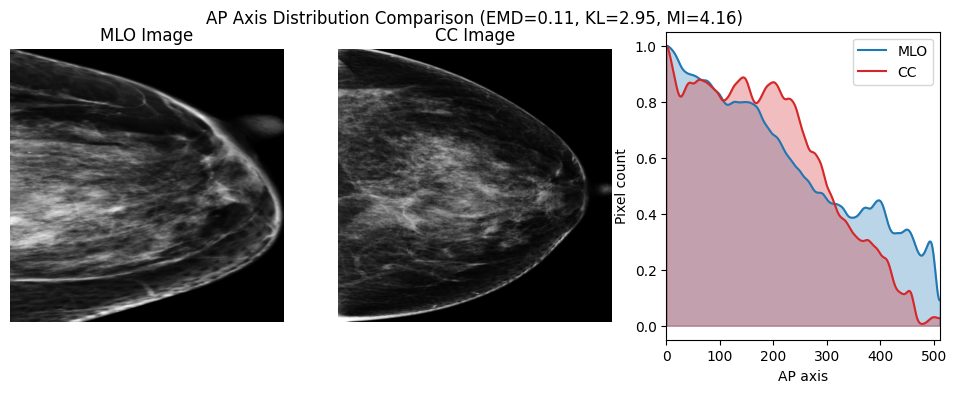 AP Axis Distribution Comparison (EMD=0.11, KL=2.95, MI=4.16)
MLO Image
CC Image
MLO
CC
Pixel count
1.0
0.8
0.6
0.4
0.2
0.0
0 100 200 300 400 500
AP axis